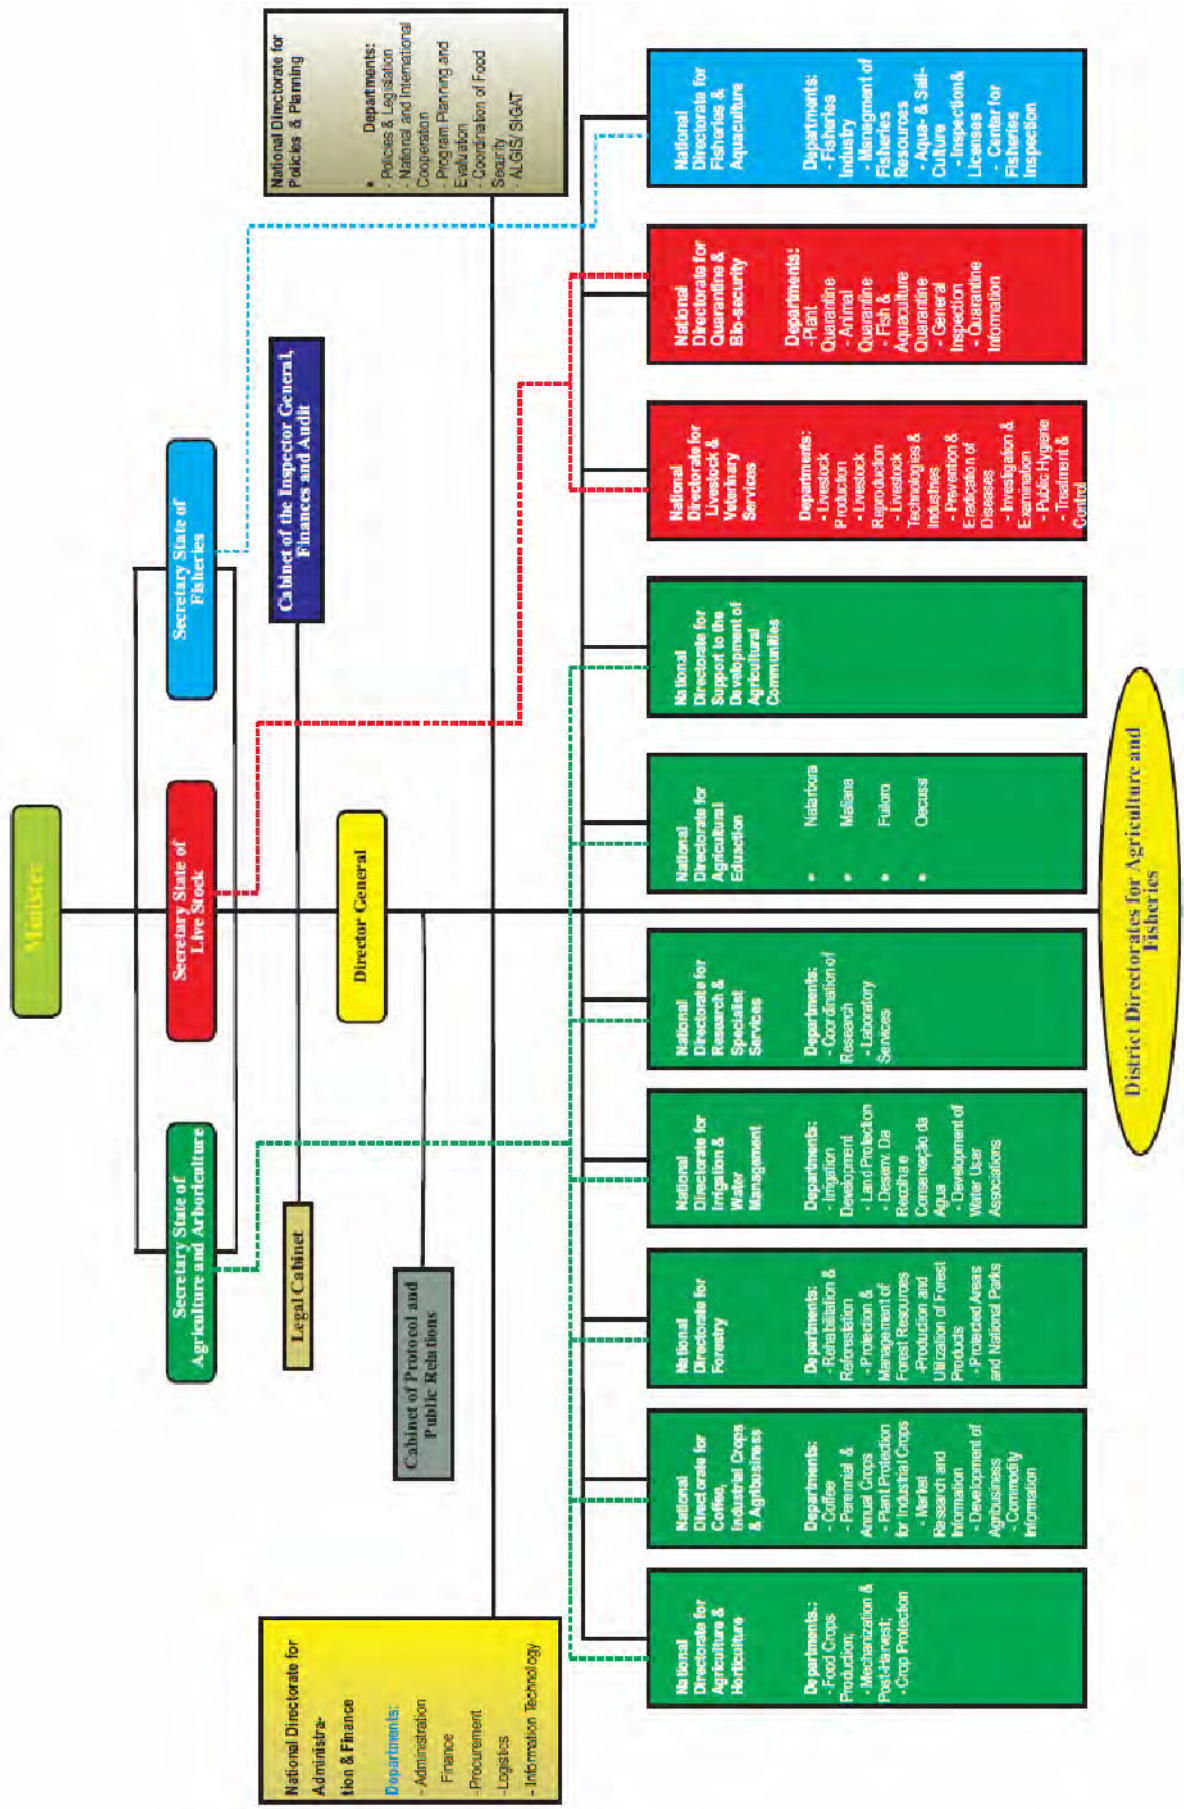 Minister
Secretary State of
Agriculture and Arboriculture
Secretary State of
Live Stock
Secretary State of
Fisheries
Legal Cabinet
Cabinet of the Inspector General,
Finances and Audit
Director General
Cabinet of Protocol and
Public Relations
National Directorate for
Administra-
tion & Finance
Departments:
- Administration
Finance
-Procurement
-Logistics
- Information Technology
National Directorate for
Policies & Planning
• Departments:
- Policies & Legislation
- National and International
Cooperation
- Program Planning and
Evaluation
- Coordination of Food
Security
- ALGIS/ SIGAT
National
Directorate for
Agriculture &
Horticulture
Departments.:
- Food Crops
Production;
- Mechanization &
Post-Harvest;
- Crop Protection
National
Directorate for
Coffee,
Industrial Crops
& Agribusiness
Departments:
- Coffee
- Perennial &
Annual Crops
- Plant Protection
for Industrial Crops
- Market
Research and
Information
- Development of
Agribusiness
- Commodity
Information
National
Directorate for
Forestry
Departments:
- Rehabilitation &
Reforestation
- Protection &
Management of
Forest Resources
-Production and
Utilization of Forest
Products
- Protected Areas
and National Parks
National
Directorate for
Irrigation &
Water
Management
Departments:
- Irrigation
Development
- Land Protection
- Desenv. Da
Recolha e
Conservação da
Agua
- Development of
Water User
Associations
National
Directorate for
Research &
Specialist
Services
Departments:
- Coordination of
Research
- Laboratory
Services
National
Directorate for
Agricultural
Eduaction
• Natarbora
• Maliana
• Fuiloro
• Oecussi
National
Directorate for
Support to the
Development of
Agricultural
Communities
National
Directorate for
Livestock &
Veterinary
Services
Departments:
- Livestock
Production
- Livestock
Reproduction
- Livestock
Technologies &
Industries
- Prevention &
Eradication of
Diseases
- Investigation &
Examination
- Public Hygiene
- Treatment &
Control
National
Directorate for
Quarantine &
Bio-security
Departments:
-Plant
Quarantine
- Animal
Quarantine
- Fish &
Aquaculture
Quarantine
- General
Inspection
- Quarantine
Information
National
Directorate for
Fisheries &
Aquaculture
Departments:
- Fisheries
Industry
- Managment of
Fisheries
Resources
- Aqua- & Sali-
Culture
- Inspection&
Licenses
- Center for
Fisheries
Inspection
District Directorates for Agriculture and
Fisheries